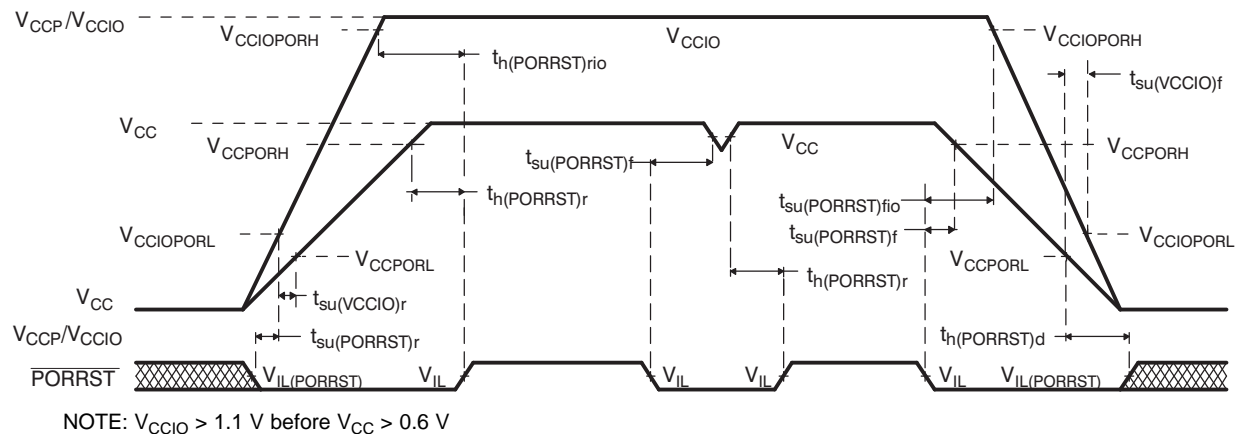 VCCP/VCCIO
VCCIOPORH
VCCIO
VCCIOPORH
th(PORRST)rio
tsu(VCCIO)f
VCC
VCCPORH
tsu(PORRST)f
VCC
VCCPORH
th(PORRST)r
tsu(PORRST)fio
tsu(PORRST)f
VCCIOPORL
VCCIOPORL
VCCPORL
VCCPORL
th(PORRST)r
VCC
tsu(VCCIO)r
VCCP/VCCIO
tsu(PORRST)r
th(PORRST)d
PORRST
VIL(PORRST)
VIL
VIL
VIL
VIL
VIL(PORRST)
NOTE: VCCIO > 1.1 V before VCC > 0.6 V